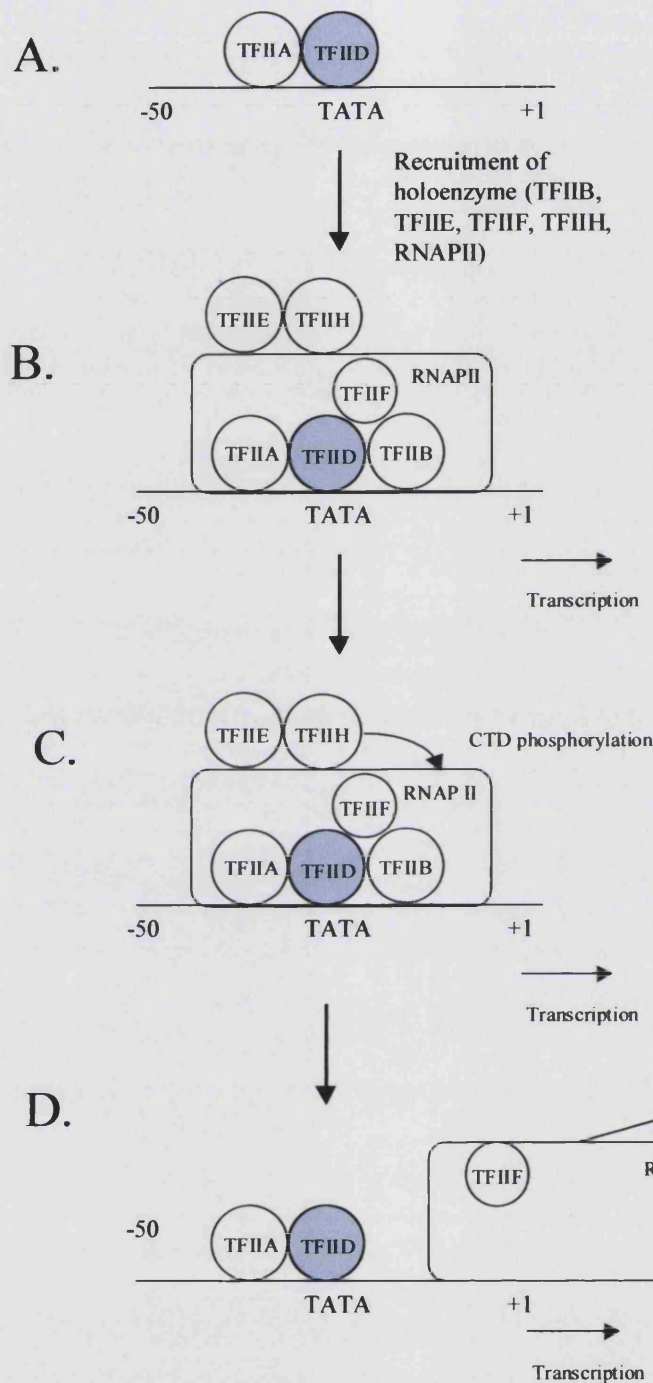 A.
TFIIA TFIID
-50 TATA +1
Recruitment of
holoenzyme (TFIIB,
TFIIE, TFIIF, TFIIH,
RNAPII)
B.
TFIIE TFIIH
RNAPII
TFIIF
TFIIA TFIID TFIIB
-50 TATA +1
Transcription
C.
TFIIE TFIIH
CTD phosphorylation
RNAP II
TFIIF
TFIIA TFIID TFIIB
-50 TATA +1
Transcription
D.
TFIIF R
-50
TFIIA TFIID
TATA +1
Transcription